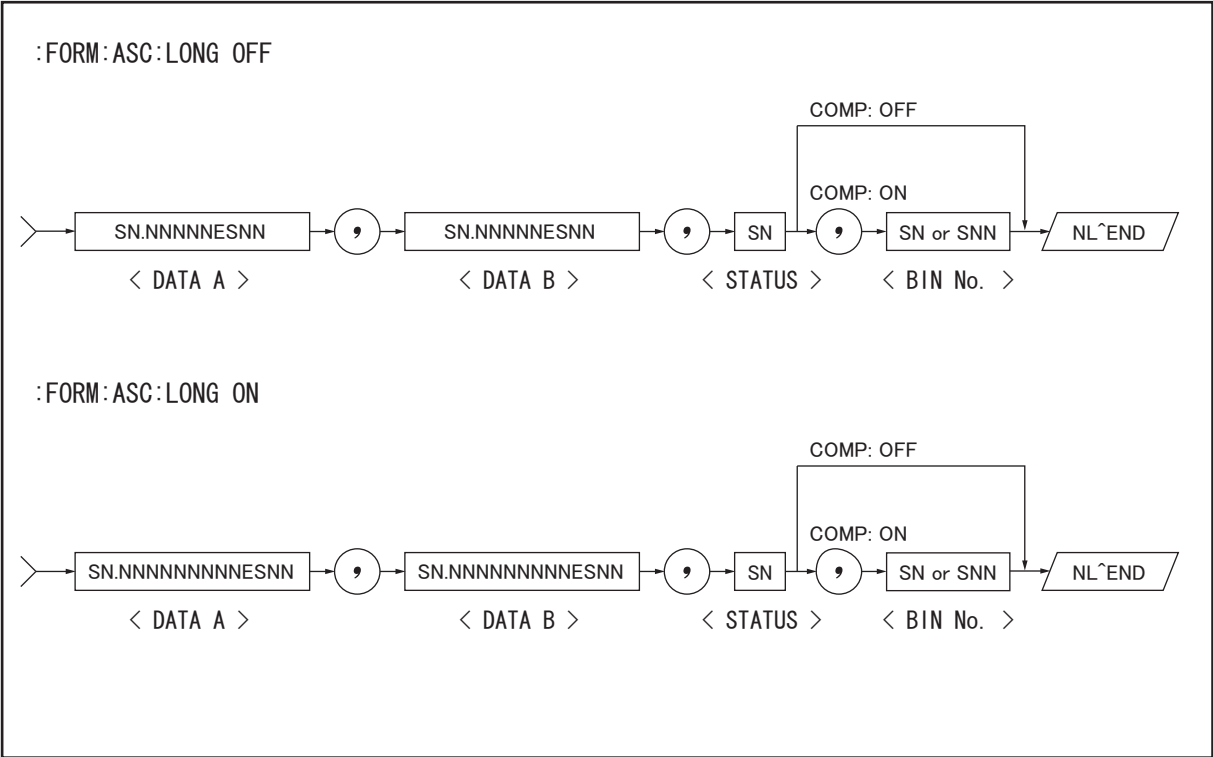 :FORM:ASC:LONG OFF
COMP: OFF
COMP: ON
SN.NNNNNESNN , SN.NNNNNESNN , SN , SN or SNN NL^END
< DATA A > < DATA B > < STATUS > < BIN No. >
:FORM:ASC:LONG ON
COMP: OFF
COMP: ON
SN.NNNNNNNNNESNN , SN.NNNNNNNNNESNN , SN , SN or SNN NL^END
< DATA A > < DATA B > < STATUS > < BIN No. >